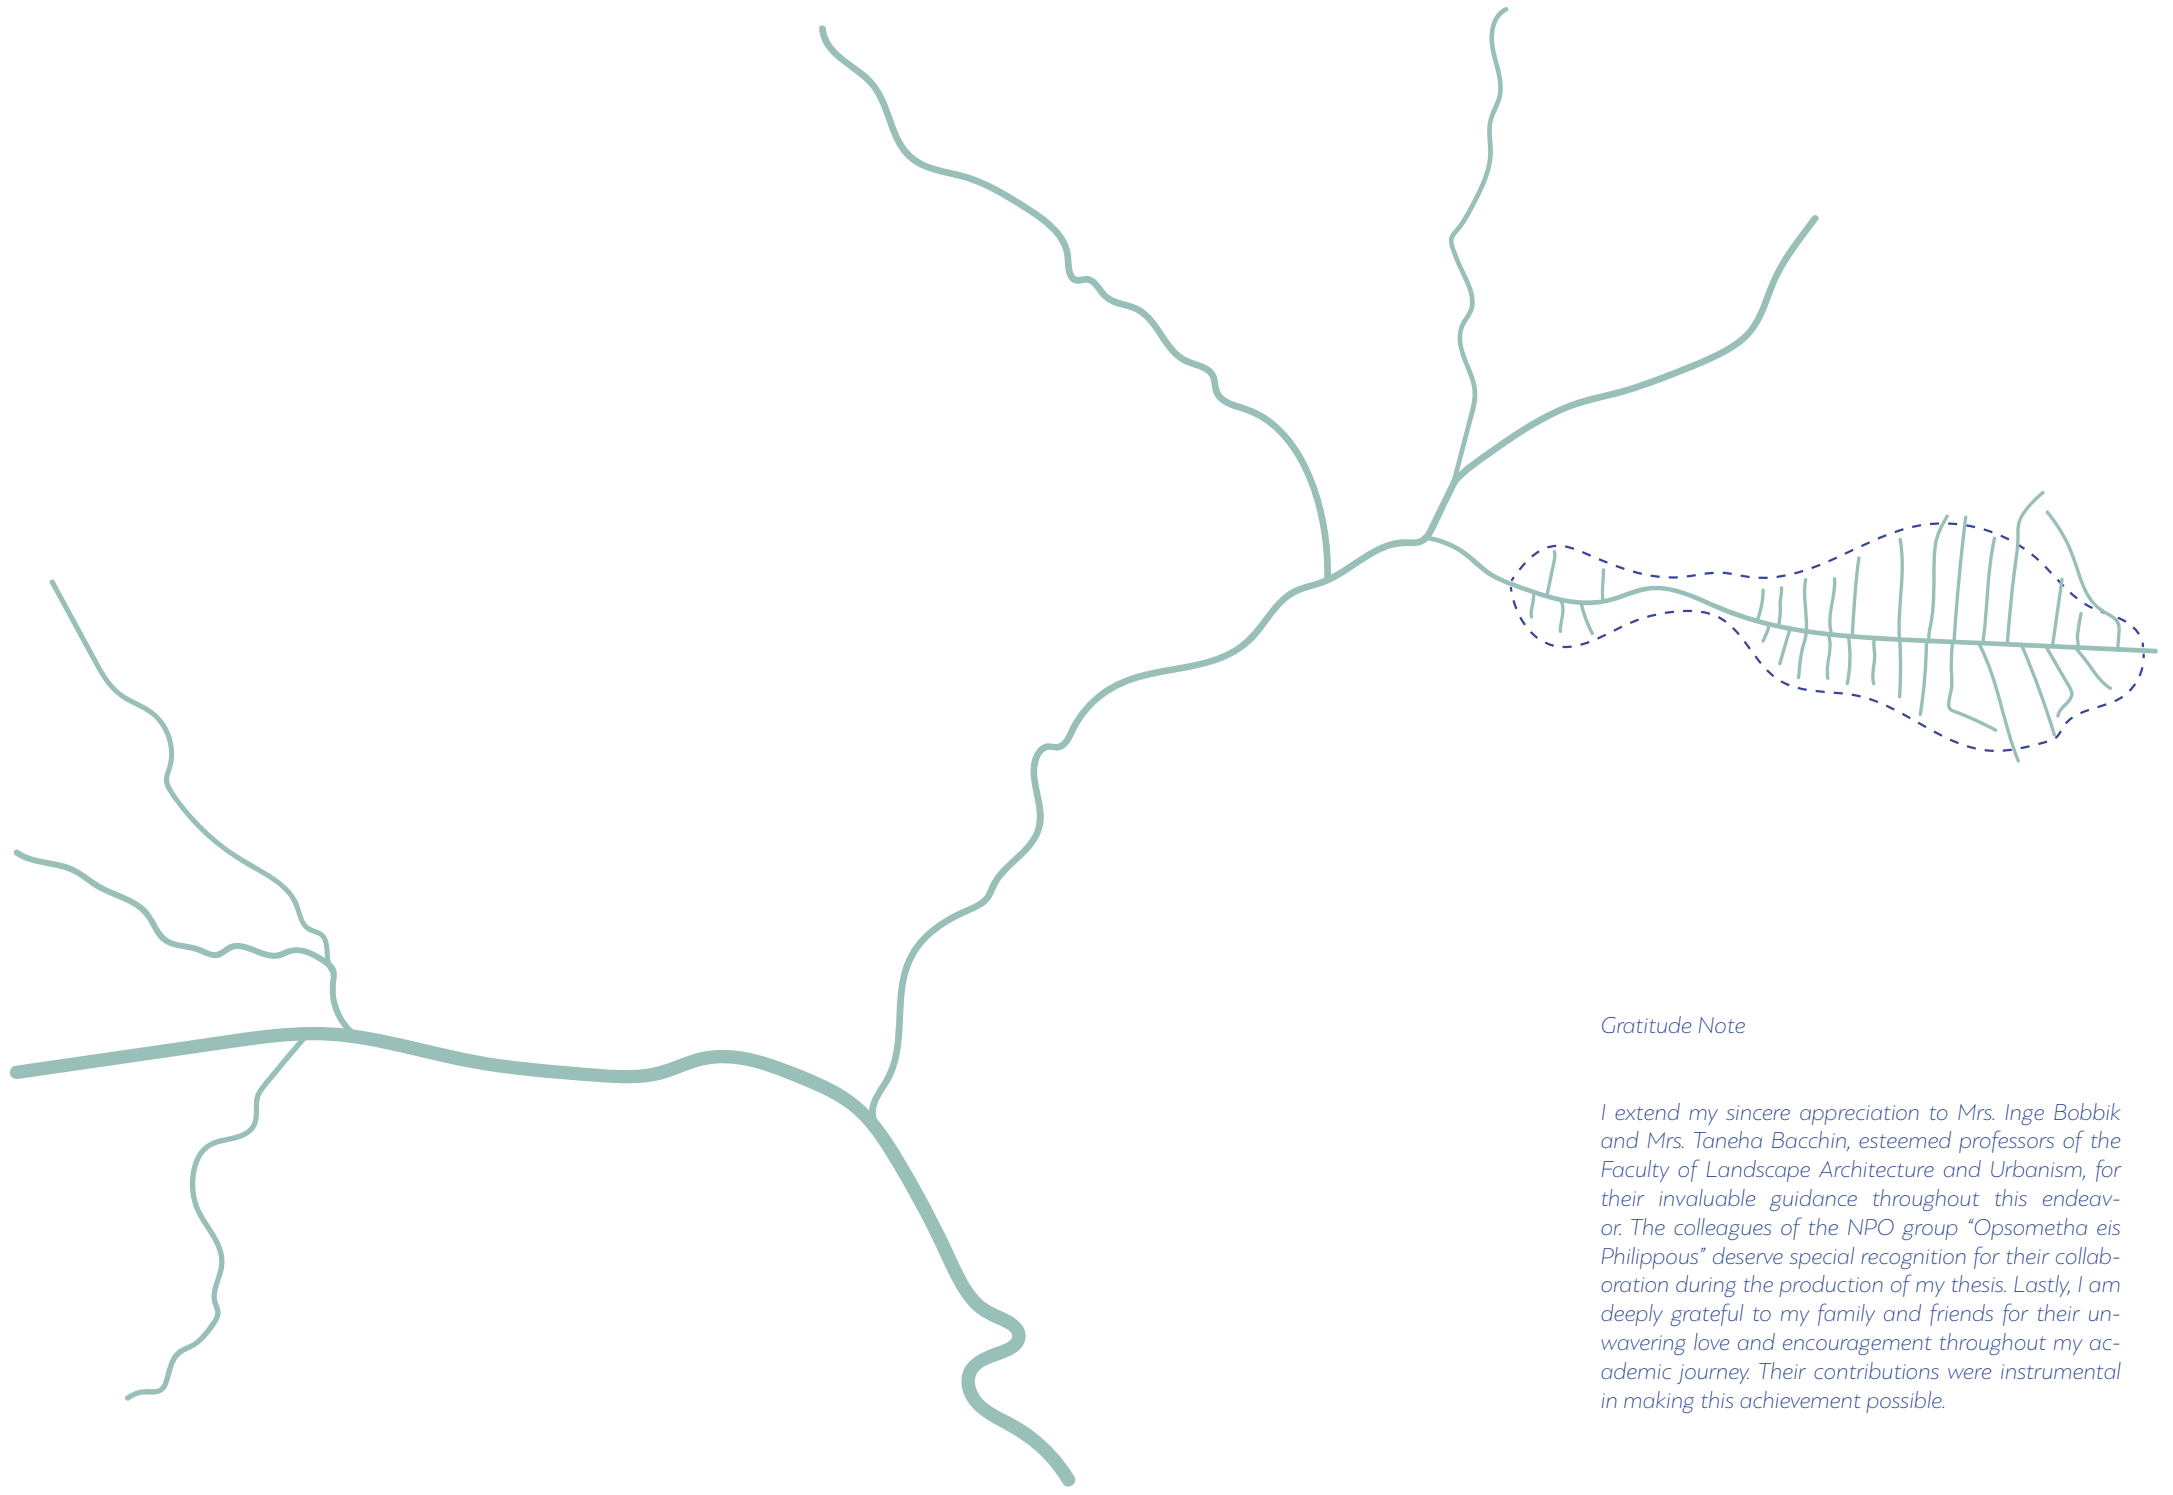 Gratitude Note
I extend my sincere appreciation to Mrs. Inge Bobbik
and Mrs. Taneha Bacchin, esteemed professors of the
Faculty of Landscape Architecture and Urbanism, for
their invaluable guidance throughout this endeav-
or. The colleagues of the NPO group “Opsometha eis
Philippous” deserve special recognition for their collab-
oration during the production of my thesis. Lastly, I am
deeply grateful to my family and friends for their un-
wavering love and encouragement throughout my ac-
ademic journey. Their contributions were instrumental
in making this achievement possible.